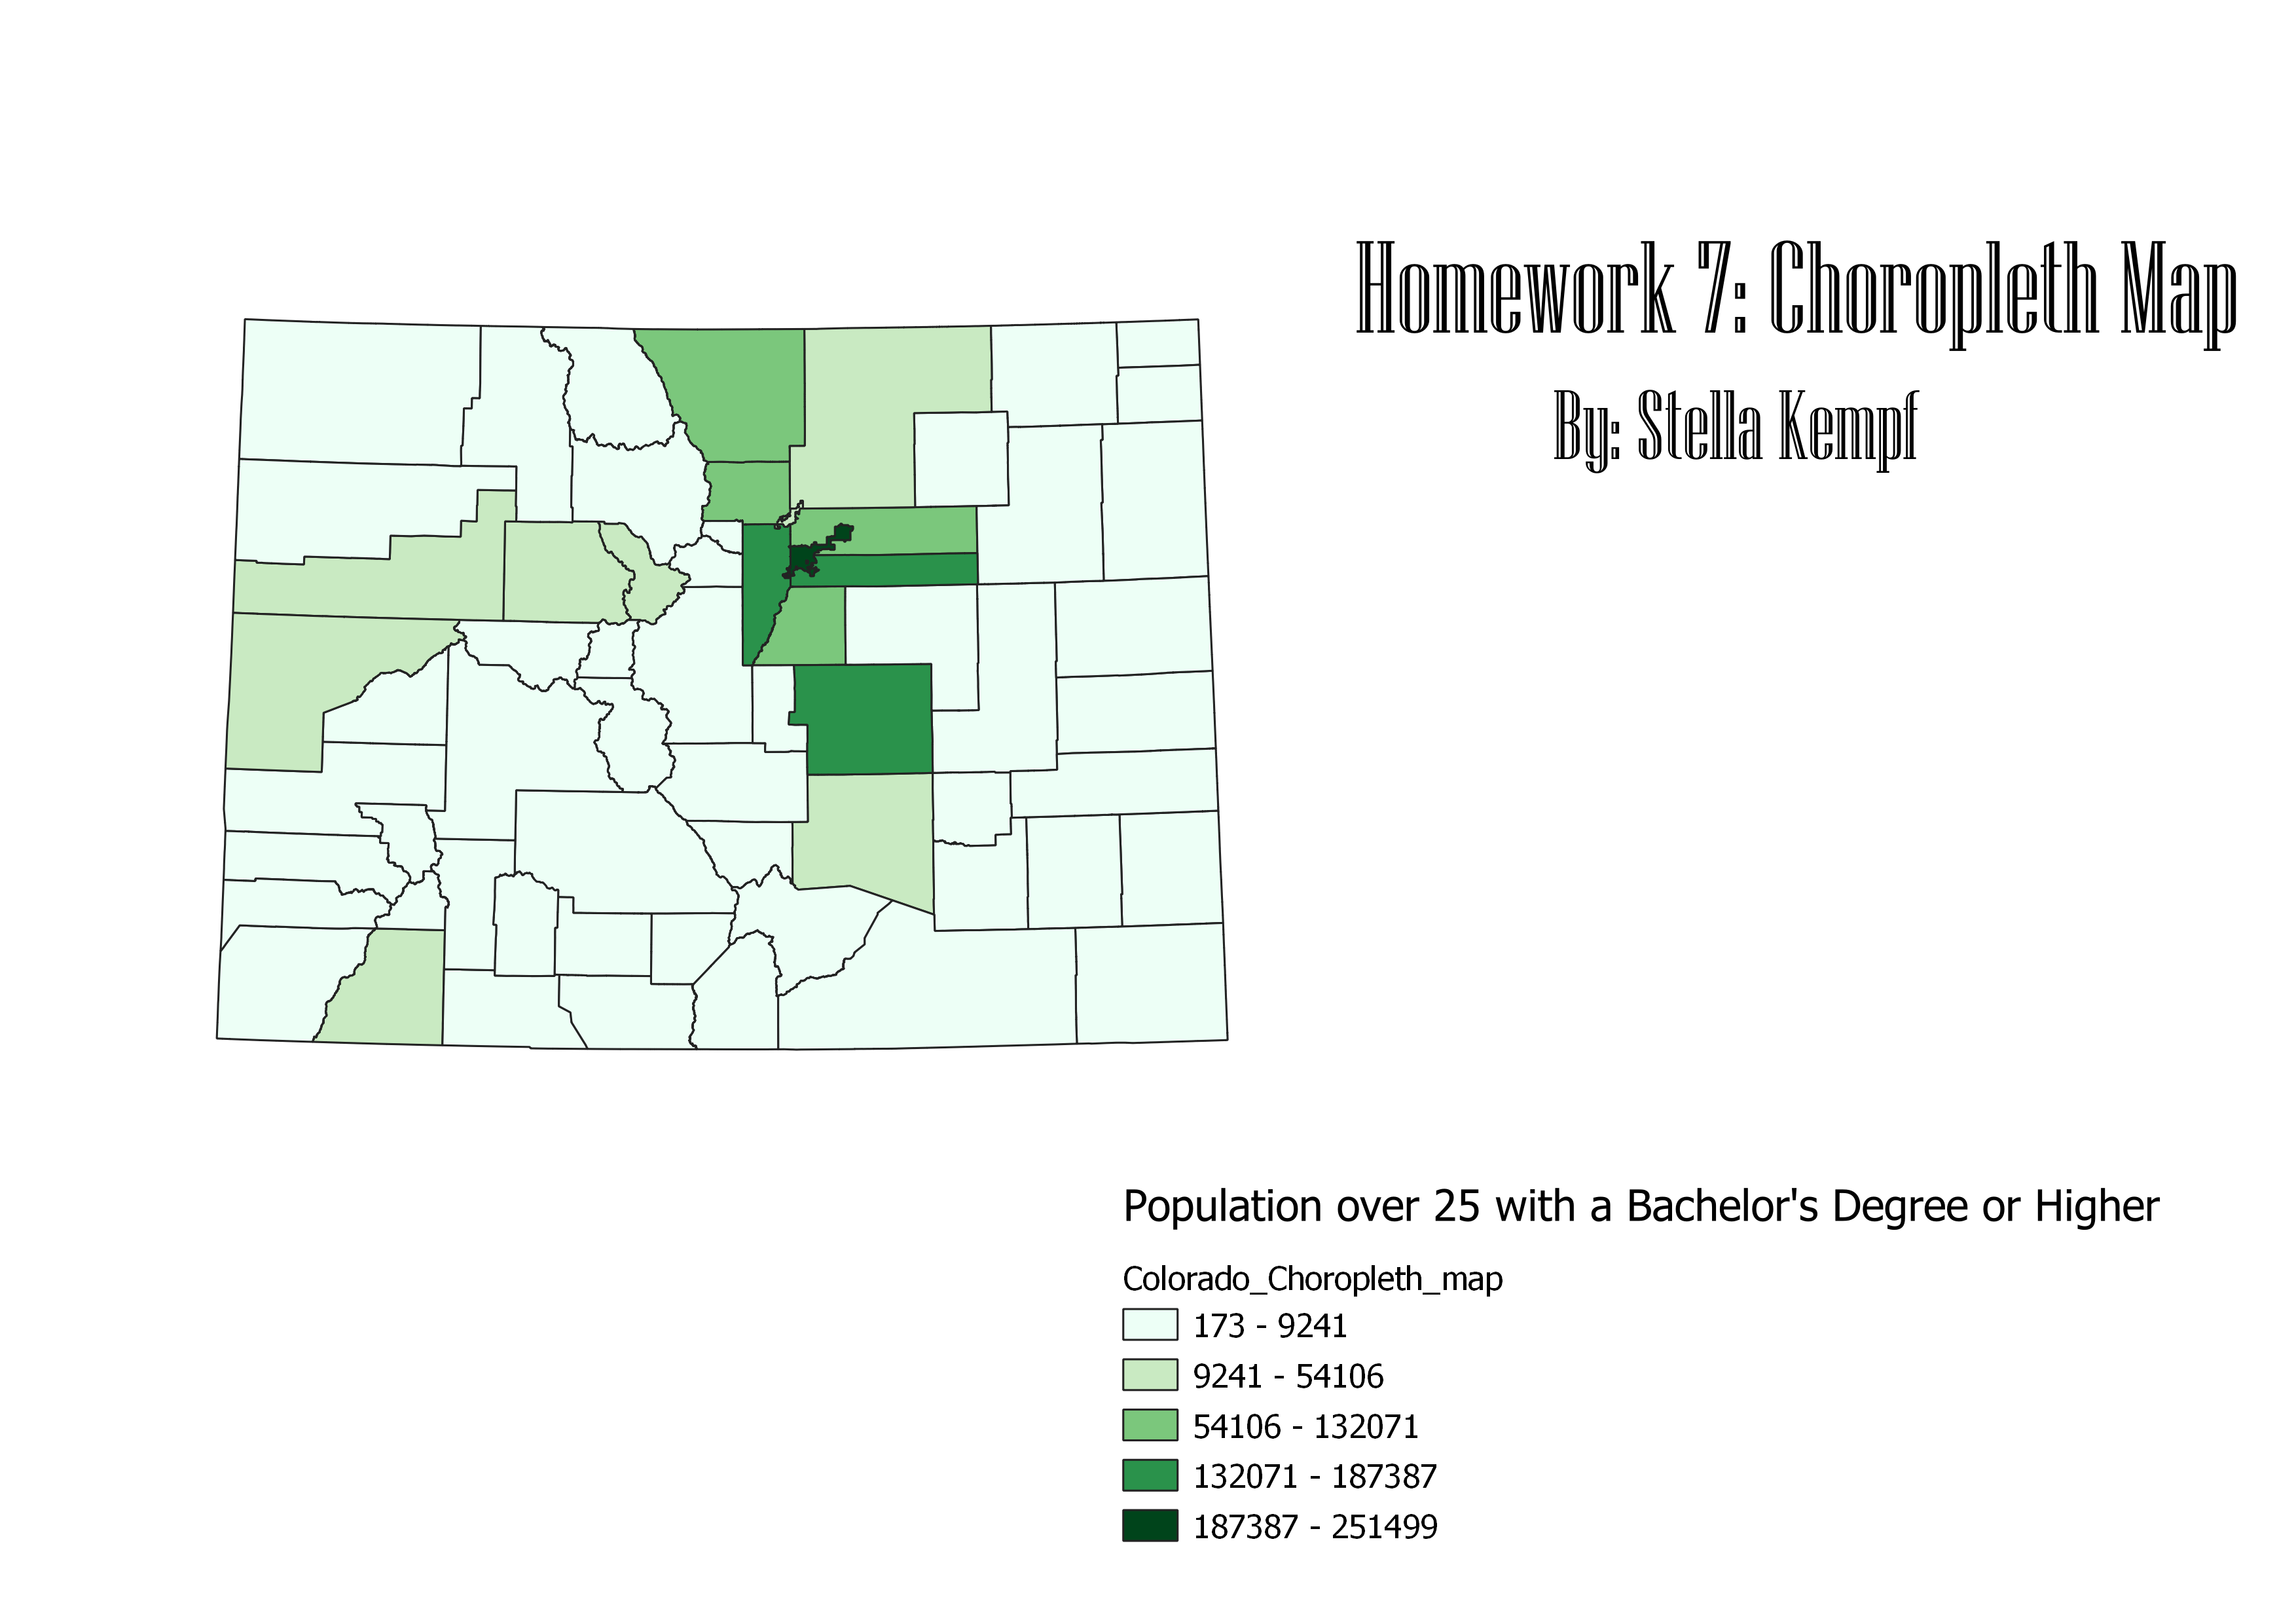 Homework 7: Choropleth Map
By: Stella Kempf
Population over 25 with a Bachelor's Degree or Higher
Colorado_Choropleth_map
173 - 9241
9241 - 54106
54106 - 132071
132071 - 187387
187387 - 251499